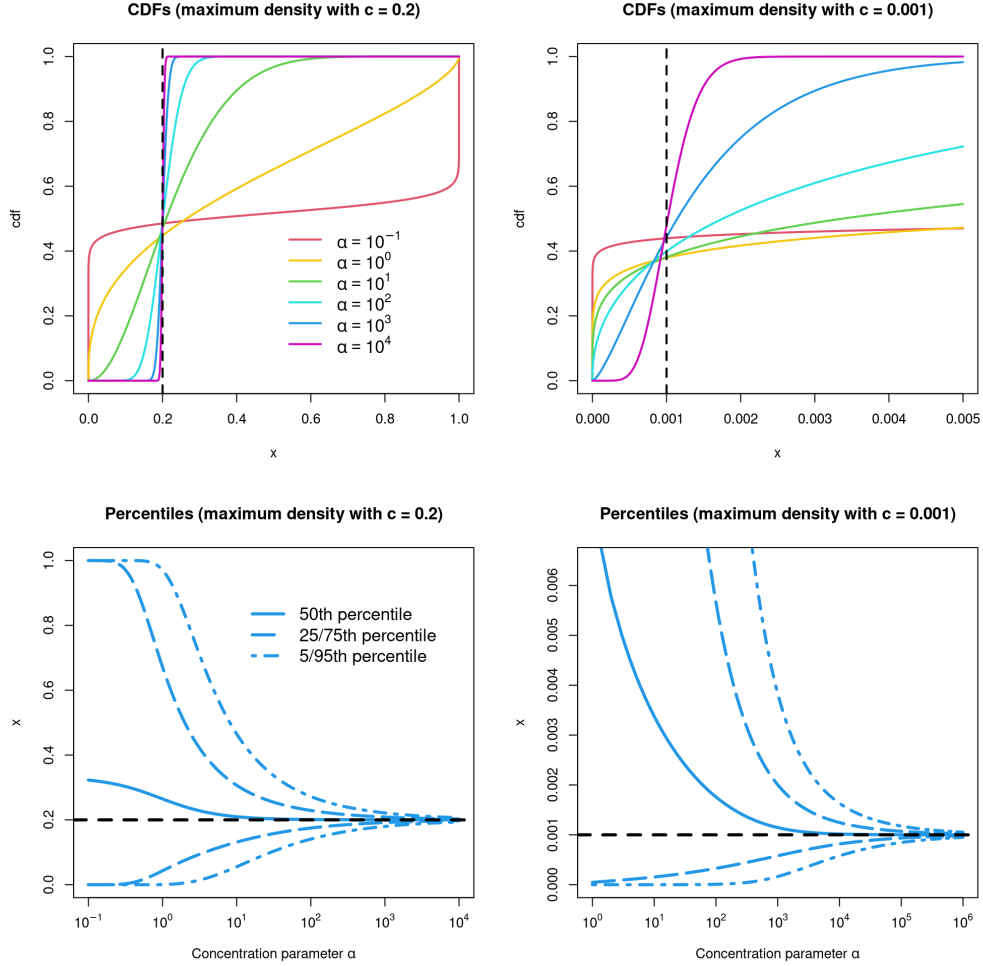 CDFs (maximum density with c = 0.2)
cdf
1.0
0.8
0.6
0.4
0.2
0.0
α = 10⁻¹
α = 10⁰
α = 10¹
α = 10²
α = 10³
α = 10⁴
0.0 0.2 0.4 0.6 0.8 1.0
x
CDFs (maximum density with c = 0.001)
cdf
1.0
0.8
0.6
0.4
0.2
0.0
0.000 0.001 0.002 0.003 0.004 0.005
x
Percentiles (maximum density with c = 0.2)
x
1.0
0.8
0.6
0.4
0.2
0.0
50th percentile
25/75th percentile
5/95th percentile
10⁻¹ 10⁰ 10¹ 10² 10³ 10⁴
Concentration parameter α
Percentiles (maximum density with c = 0.001)
x
0.006
0.005
0.004
0.003
0.002
0.001
0.000
10⁰ 10¹ 10² 10³ 10⁴ 10⁵ 10⁶
Concentration parameter α